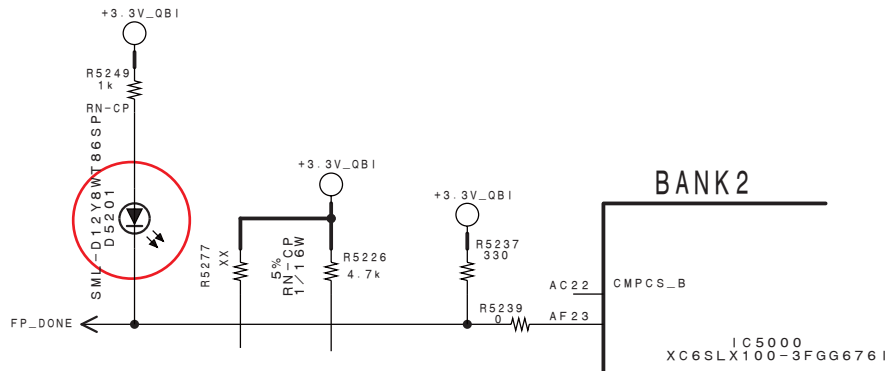 +3.3V_QBI
R5249
1k
RN-CP
SML-D12Y8WT86SP
D5201
+3.3V_QBI
R5277
XX
5%
RN-CP
1/16W
R5226
4.7k
+3.3V_QBI
R5237
330
R5239
0
FP_DONE
BANK2
AC22
CMPCS_B
AF23
IC5000
XC6SLX100-3FGG676I